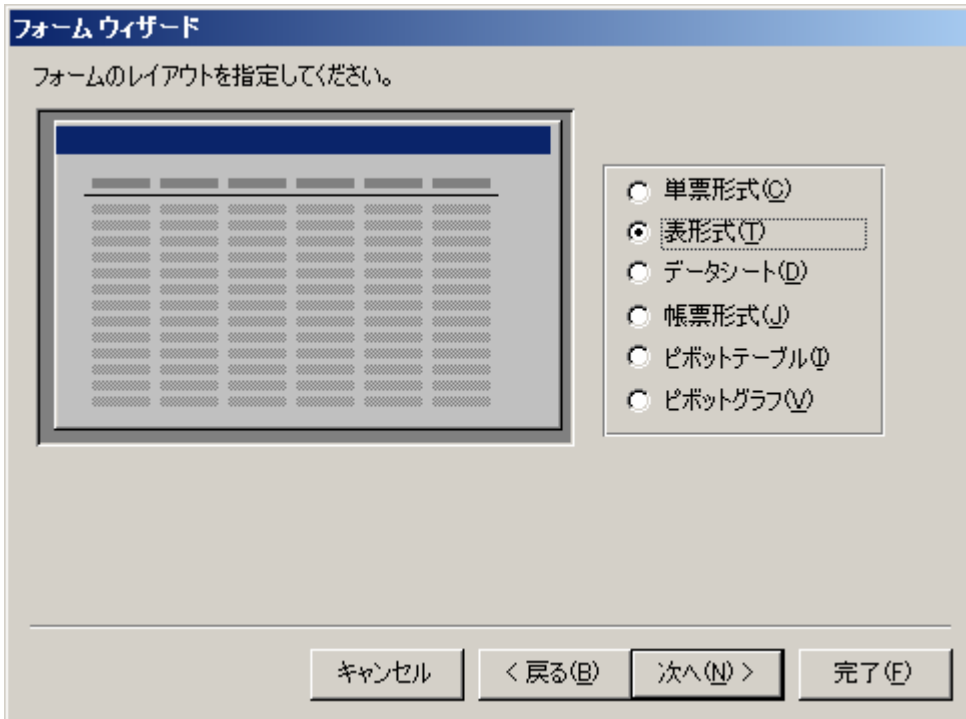 フォーム ウィザード
フォームのレイアウトを指定してください。
単票形式(C)
表形式(T)
データシート(D)
帳票形式(J)
ピボットテーブル(I)
ピボットグラフ(V)
キャンセル
< 戻る(B)
次へ(N) >
完了(F)